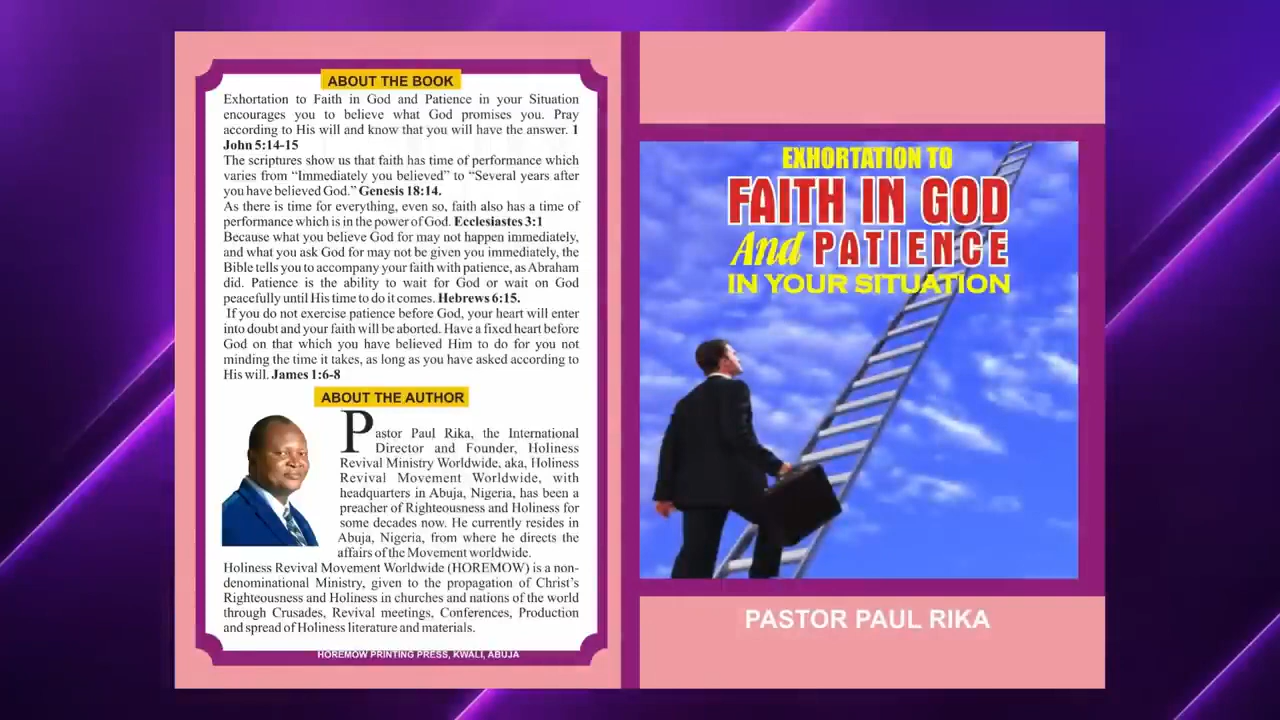 ABOUT THE BOOK
Exhortation to Faith in God and Patience in your Situation
encourages you to believe what God promises you. Pray
according to His will and know that you will have the answer. 1
John 5:14-15
The scriptures show us that faith has time of performance which
varies from “Immediately you believed” to “Several years after
you have believed God.” Genesis 18:14.
As there is time for everything, even so, faith also has a time of
performance which is in the power of God. Ecclesiastes 3:1
Because what you believe God for may not happen immediately,
and what you ask God for may not be given you immediately, the
Bible tells you to accompany your faith with patience, as Abraham
did. Patience is the ability to wait for God or wait on God
peacefully until His time to do it comes. Hebrews 6:15.
If you do not exercise patience before God, your heart will enter
into doubt and your faith will be aborted. Have a fixed heart before
God on that which you have believed Him to do for you not
minding the time it takes, as long as you have asked according to
His will. James 1:6-8
ABOUT THE AUTHOR
Pastor Paul Rika, the International
Director and Founder, Holiness
Revival Ministry Worldwide, aka, Holiness
Revival Movement Worldwide, with
headquarters in Abuja, Nigeria, has been a
preacher of Righteousness and Holiness for
some decades now. He currently resides in
Abuja, Nigeria, from where he directs the
affairs of the Movement worldwide.
Holiness Revival Movement Worldwide (HOREMOW) is a non-
denominational Ministry, given to the propagation of Christ’s
Righteousness and Holiness in churches and nations of the world
through Crusades, Revival meetings, Conferences, Production
and spread of Holiness literature and materials.
HOREMOW PRINTING PRESS, KWALI, ABUJA
EXHORTATION TO
FAITH IN GOD
And PATIENCE
IN YOUR SITUATION
PASTOR PAUL RIKA